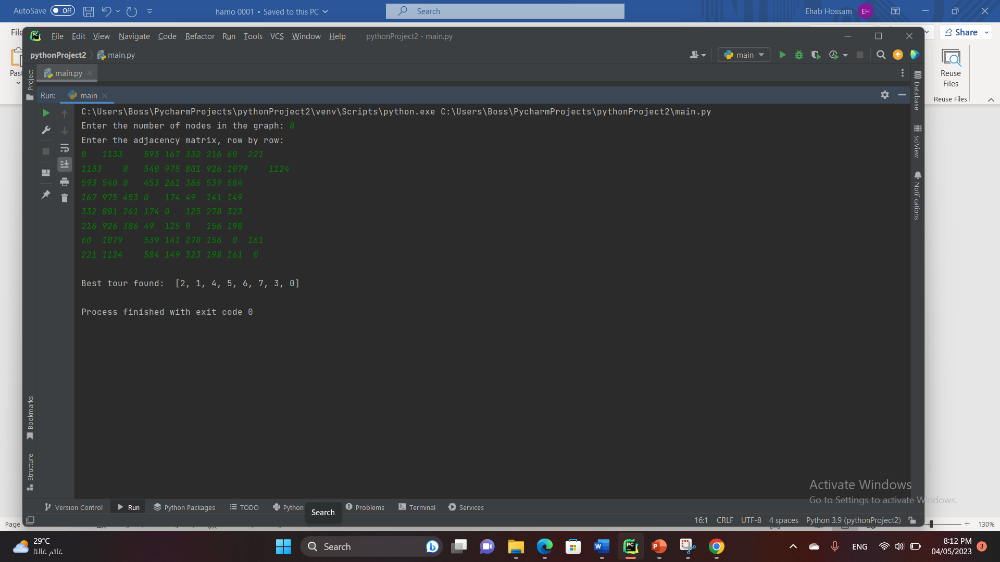 AutoSave Off hamo 0001 • Saved to this PC Search Ehab Hossam EH
File
Share
Reuse
Files
Reuse Files
PC File Edit View Navigate Code Refactor Run Tools VCS Window Help pythonProject2 - main.py
pythonProject2 main.py main
Project
main.py
Run: main
Database
SciView
Notifications
C:\Users\Boss\PycharmProjects\pythonProject2\venv\Scripts\python.exe C:\Users\Boss\PycharmProjects\pythonProject2\main.py
Enter the number of nodes in the graph: 8
Enter the adjacency matrix, row by row:
0 1133 593 167 332 216 60 221
1133 0 540 975 801 926 1079 1124
593 540 0 453 261 386 539 584
167 975 453 0 174 49 141 149
332 801 261 174 0 125 278 323
216 926 386 49 125 0 156 198
60 1079 539 141 278 156 0 161
221 1124 584 149 323 198 161 0
Best tour found: [2, 1, 4, 5, 6, 7, 3, 0]
Process finished with exit code 0
Bookmarks
Structure
Activate Windows
Go to Settings to activate Windows.
Version Control Run Python Packages TODO Python Problems Terminal Services
Search
16:1 CRLF UTF-8 4 spaces Python 3.9 (pythonProject2)
Page
130%
29°C
غائم غالبًا
Search
ENG
8:12 PM
04/05/2023
3